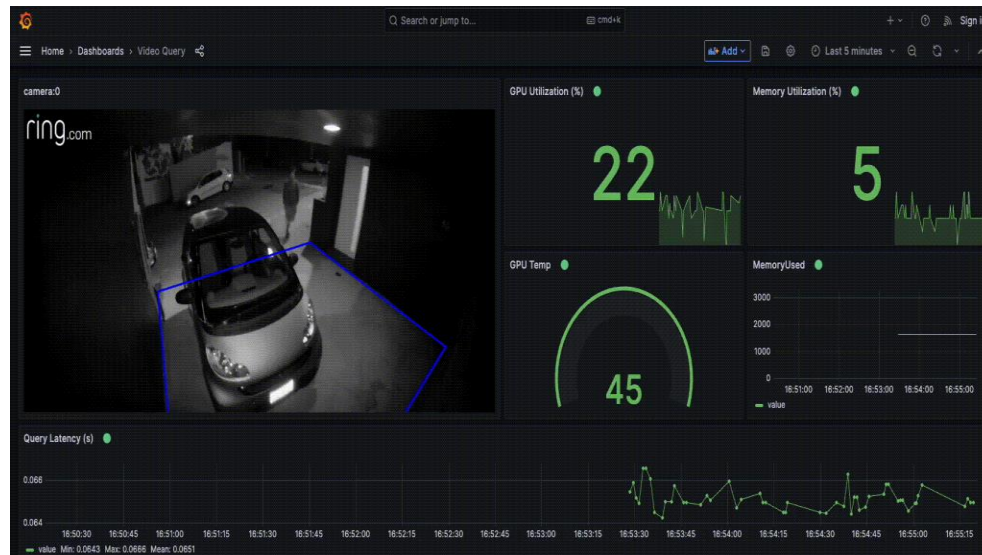 Search or jump to...
cmd+k
Sign i
Home › Dashboards › Video Query
Add
Last 5 minutes
camera:0
ring.com
GPU Utilization (%)
22
Memory Utilization (%)
5
GPU Temp
45
MemoryUsed
3000
2000
1000
0
16:51:00 16:52:00 16:53:00 16:54:00 16:55:00
value
Query Latency (s)
0.066
0.064
16:50:30 16:50:45 16:51:00 16:51:15 16:51:30 16:51:45 16:52:00 16:52:15 16:52:30 16:52:45 16:53:00 16:53:15 16:53:30 16:53:45 16:54:00 16:54:15 16:54:30 16:54:45 16:55:00 16:55:15
value Min: 0.0643 Max: 0.0666 Mean: 0.0651